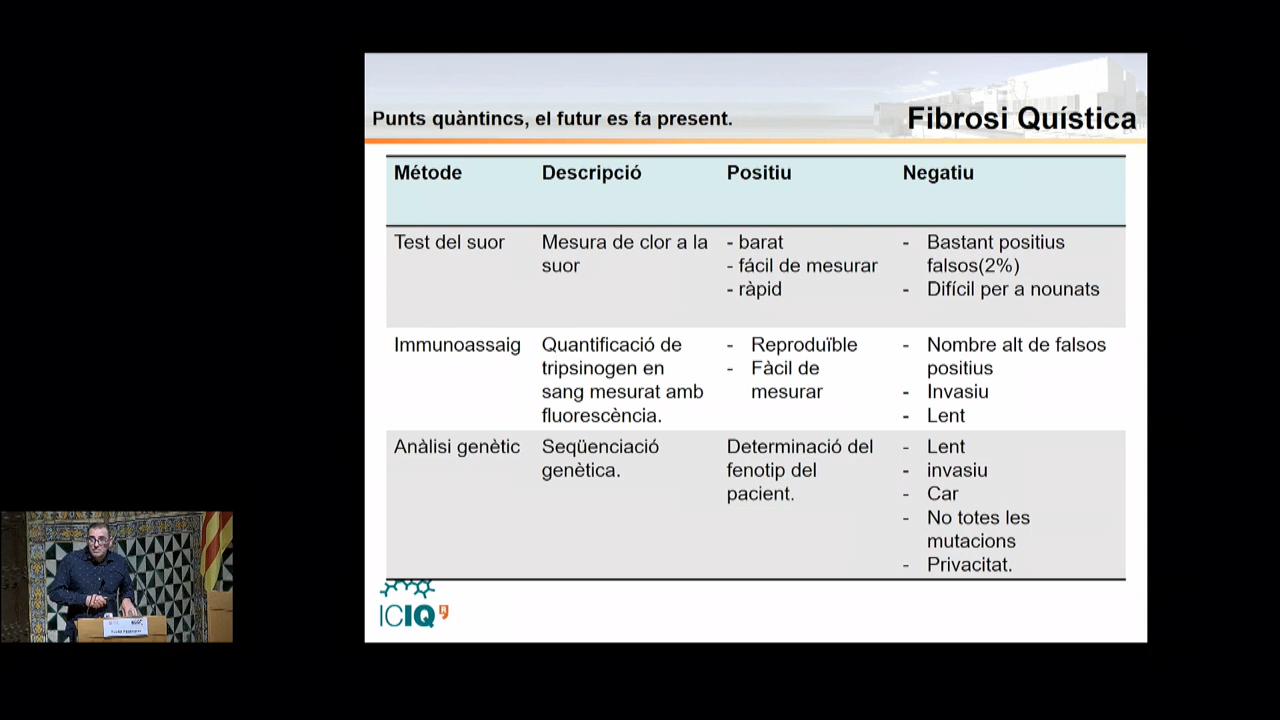 Punts quàntincs, el futur es fa present.
Fibrosi Quística
Métode Descripció Positiu Negatiu
Test del suor
Mesura de clor a la
suor
- barat
- fácil de mesurar
- ràpid
- Bastant positius
falsos(2%)
- Difícil per a nounats
Immunoassaig
Quantificació de
tripsinogen en
sang mesurat amb
fluorescència.
- Reproduïble
- Fàcil de
mesurar
- Nombre alt de falsos
positius
- Invasiu
- Lent
Anàlisi genètic
Seqüenciació
genètica.
Determinació del
fenotip del
pacient.
- Lent
- invasiu
- Car
- No totes les
mutacions
- Privacitat.
ICIQ